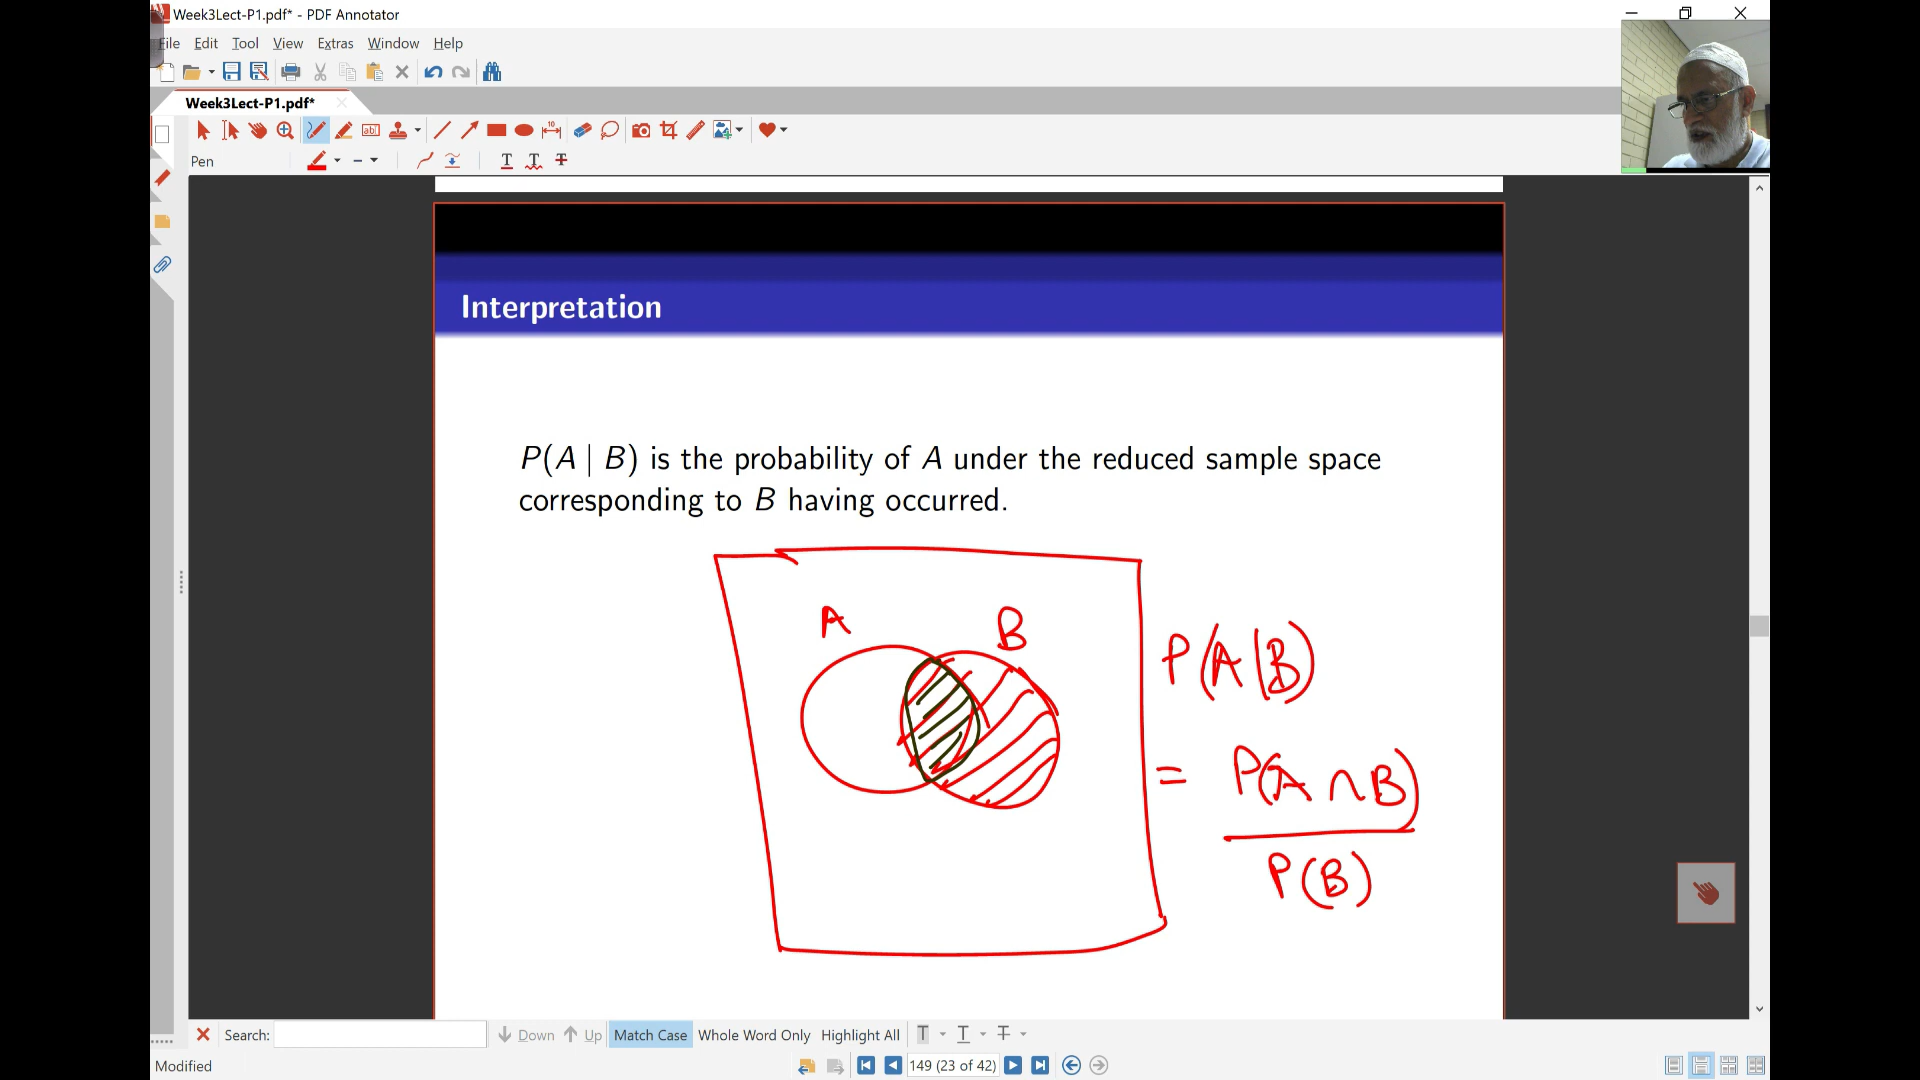 Week3Lect-P1.pdf* - PDF Annotator
File Edit Tool View Extras Window Help
Week3Lect-P1.pdf*
Pen
Interpretation
P(A | B) is the probability of A under the reduced sample space
corresponding to B having occurred.
A
B
P(A|B)
= P(A ∩ B)
P(B)
Search: Down Up Match Case Whole Word Only Highlight All
Modified
149 (23 of 42)